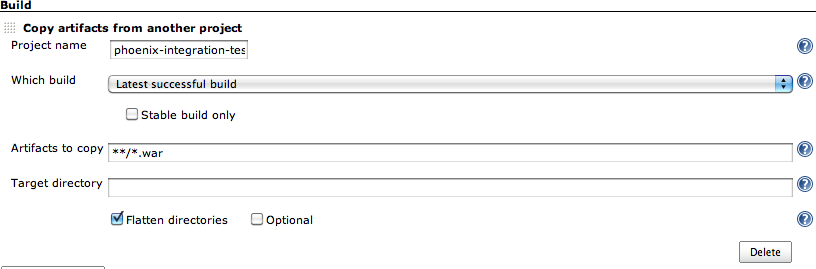 Build
Copy artifacts from another project
Project name phoenix-integration-tes
Which build Latest successful build
Stable build only
Artifacts to copy **/*.war
Target directory
Flatten directories Optional
Delete